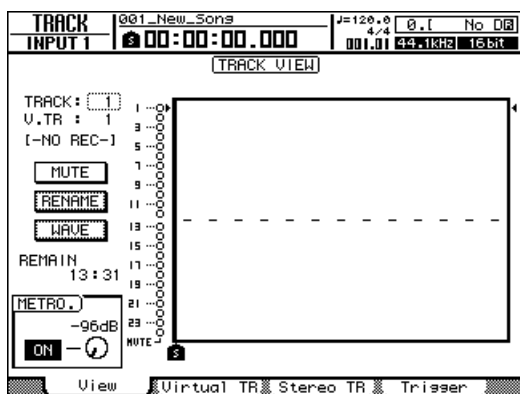 TRACK
INPUT 1
001_New_Song
S 00:00:00.000
♩=120.0
4/4
001.01
0.[ No D
44.1kHz 16bit
TRACK VIEW
TRACK: 1
V.TR : 1
[-NO REC-]
MUTE
RENAME
WAVE
REMAIN
13:31
METRO.
-96dB
ON
1
3
5
7
9
11
13
15
17
19
21
23
MUTE
S
View
Virtual TR
Stereo TR
Trigger